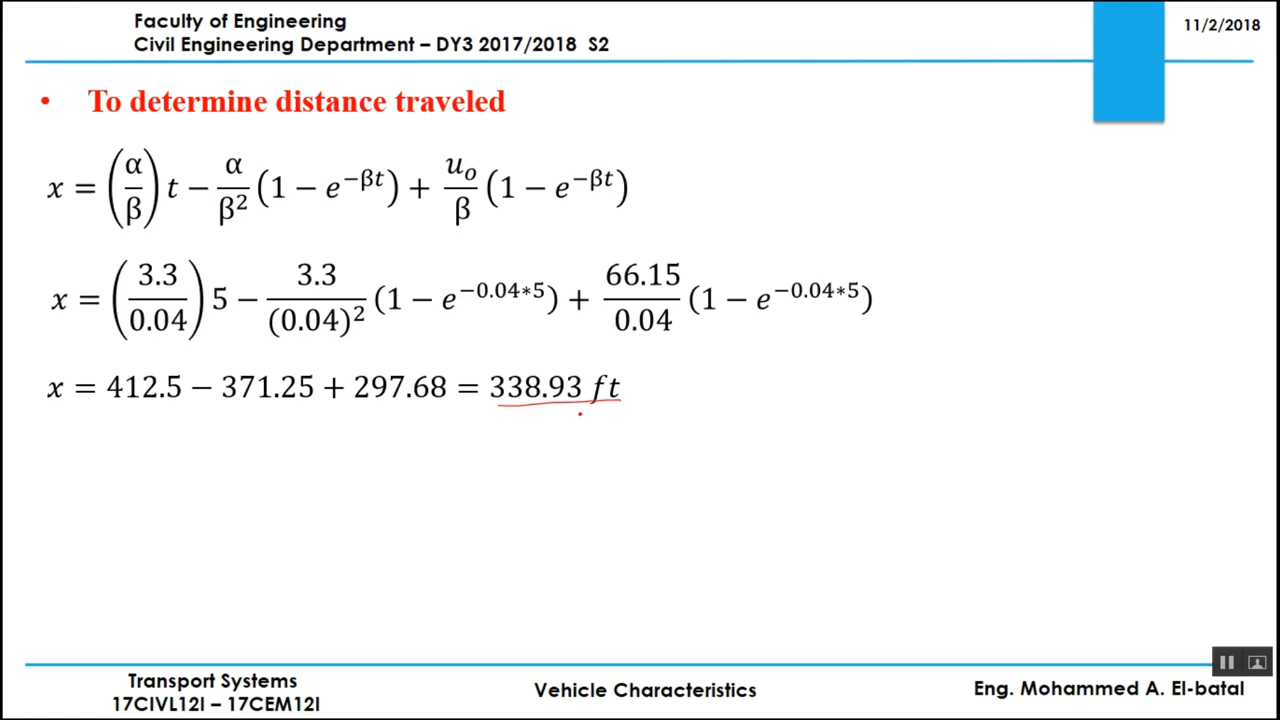 Faculty of Engineering
Civil Engineering Department – DY3 2017/2018 S2
11/2/2018
• To determine distance traveled
x = (α/β) t − α/β² (1 − e^{−βt}) + u₀/β (1 − e^{−βt})
x = (3.3/0.04) 5 − 3.3/(0.04)² (1 − e^{−0.04∗5}) + 66.15/0.04 (1 − e^{−0.04∗5})
x = 412.5 − 371.25 + 297.68 = 338.93 ft
Transport Systems
17CIVL12I – 17CEM12I
Vehicle Characteristics
Eng. Mohammed A. El-batal